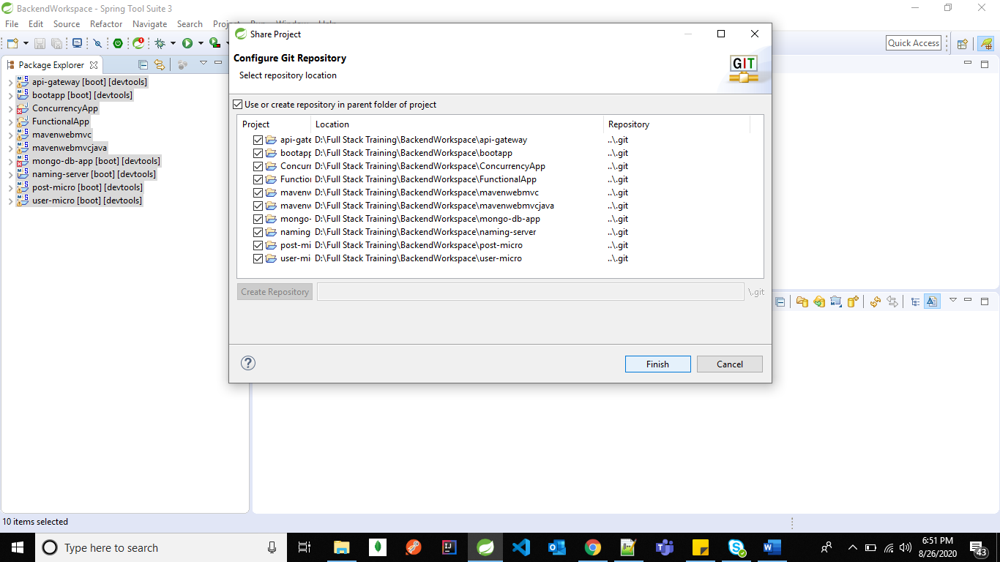 BackendWorkspace - Spring Tool Suite 3
File Edit Source Refactor Navigate Search
Quick Access
Package Explorer
api-gateway [boot] [devtools]
bootapp [boot] [devtools]
ConcurrencyApp
FunctionalApp
mavenwebmvc
mavenwebmvcjava
mongo-db-app [boot] [devtools]
naming-server [boot] [devtools]
post-micro [boot] [devtools]
user-micro [boot] [devtools]
Share Project
Configure Git Repository
Select repository location
GIT
Use or create repository in parent folder of project
Project Location Repository
api-gate D:\Full Stack Training\BackendWorkspace\api-gateway ..\.git
bootapp D:\Full Stack Training\BackendWorkspace\bootapp ..\.git
Concurr D:\Full Stack Training\BackendWorkspace\ConcurrencyApp ..\.git
Function D:\Full Stack Training\BackendWorkspace\FunctionalApp ..\.git
mavenw D:\Full Stack Training\BackendWorkspace\mavenwebmvc ..\.git
mavenw D:\Full Stack Training\BackendWorkspace\mavenwebmvcjava ..\.git
mongo- D:\Full Stack Training\BackendWorkspace\mongo-db-app ..\.git
naming D:\Full Stack Training\BackendWorkspace\naming-server ..\.git
post-mi D:\Full Stack Training\BackendWorkspace\post-micro ..\.git
user-mi D:\Full Stack Training\BackendWorkspace\user-micro ..\.git
Create Repository \.git
Finish Cancel
10 items selected
Type here to search
6:51 PM
8/26/2020
43